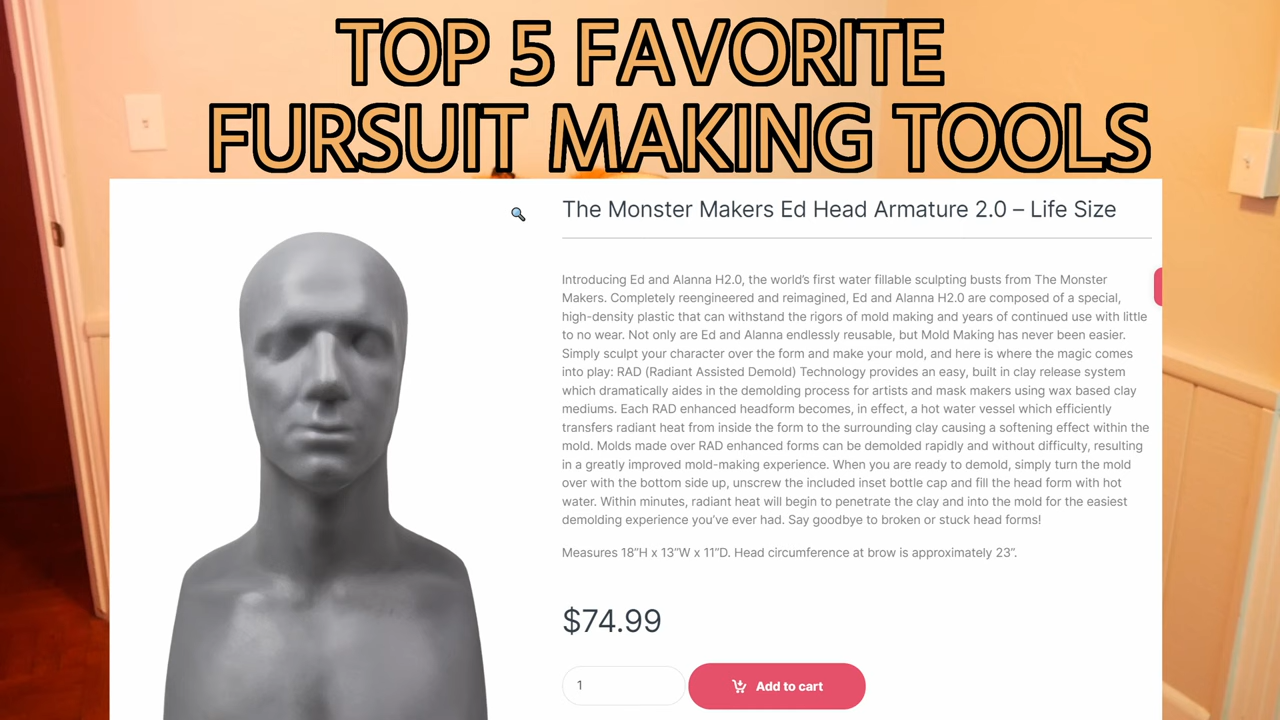 TOP 5 FAVORITE
FURSUIT MAKING TOOLS
The Monster Makers Ed Head Armature 2.0 – Life Size
Introducing Ed and Alanna H2.0, the world's first water fillable sculpting busts from The Monster
Makers. Completely reengineered and reimagined, Ed and Alanna H2.0 are composed of a special,
high-density plastic that can withstand the rigors of mold making and years of continued use with little
to no wear. Not only are Ed and Alanna endlessly reusable, but Mold Making has never been easier.
Simply sculpt your character over the form and make your mold, and here is where the magic comes
into play: RAD (Radiant Assisted Demold) Technology provides an easy, built in clay release system
which dramatically aides in the demolding process for artists and mask makers using wax based clay
mediums. Each RAD enhanced headform becomes, in effect, a hot water vessel which efficiently
transfers radiant heat from inside the form to the surrounding clay causing a softening effect within the
mold. Molds made over RAD enhanced forms can be demolded rapidly and without difficulty, resulting
in a greatly improved mold-making experience. When you are ready to demold, simply turn the mold
over with the bottom side up, unscrew the included inset bottle cap and fill the head form with hot
water. Within minutes, radiant heat will begin to penetrate the clay and into the mold for the easiest
demolding experience you've ever had. Say goodbye to broken or stuck head forms!
Measures 18"H x 13"W x 11"D. Head circumference at brow is approximately 23".
$74.99
1
Add to cart